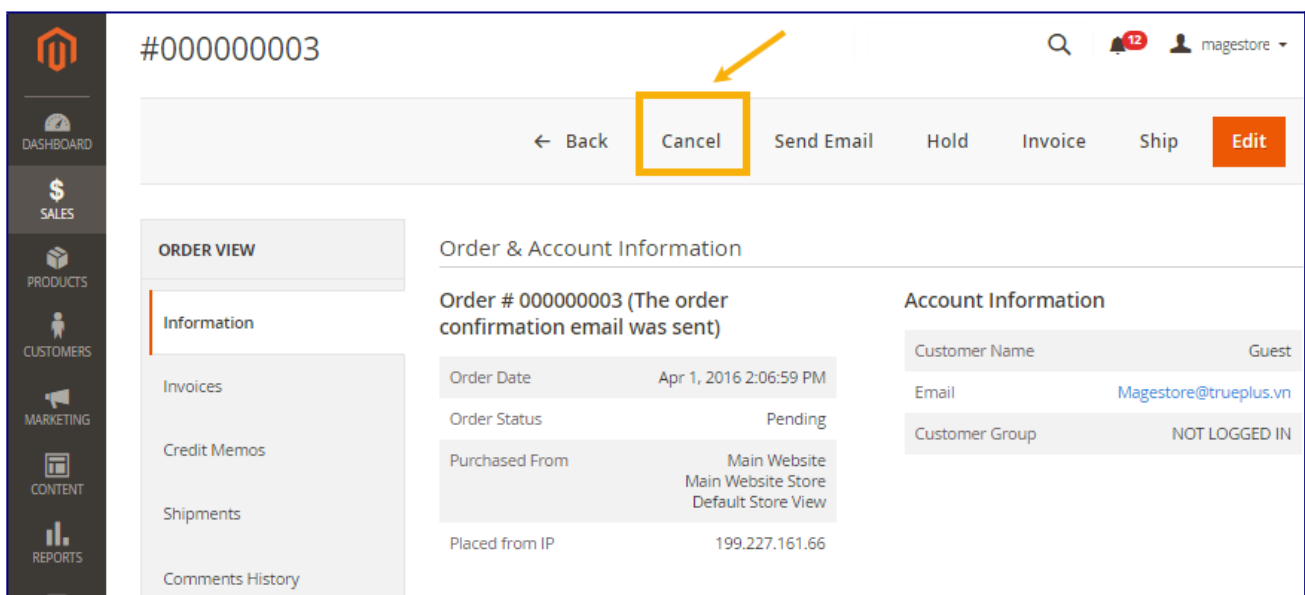 #000000003
12
magestore
DASHBOARD
SALES
PRODUCTS
CUSTOMERS
MARKETING
CONTENT
REPORTS
← Back Cancel Send Email Hold Invoice Ship Edit
ORDER VIEW
Information
Invoices
Credit Memos
Shipments
Comments History
Order & Account Information
Order # 000000003 (The order
confirmation email was sent)
Order Date Apr 1, 2016 2:06:59 PM
Order Status Pending
Purchased From Main Website
Main Website Store
Default Store View
Placed from IP 199.227.161.66
Account Information
Customer Name Guest
Email Magestore@trueplus.vn
Customer Group NOT LOGGED IN